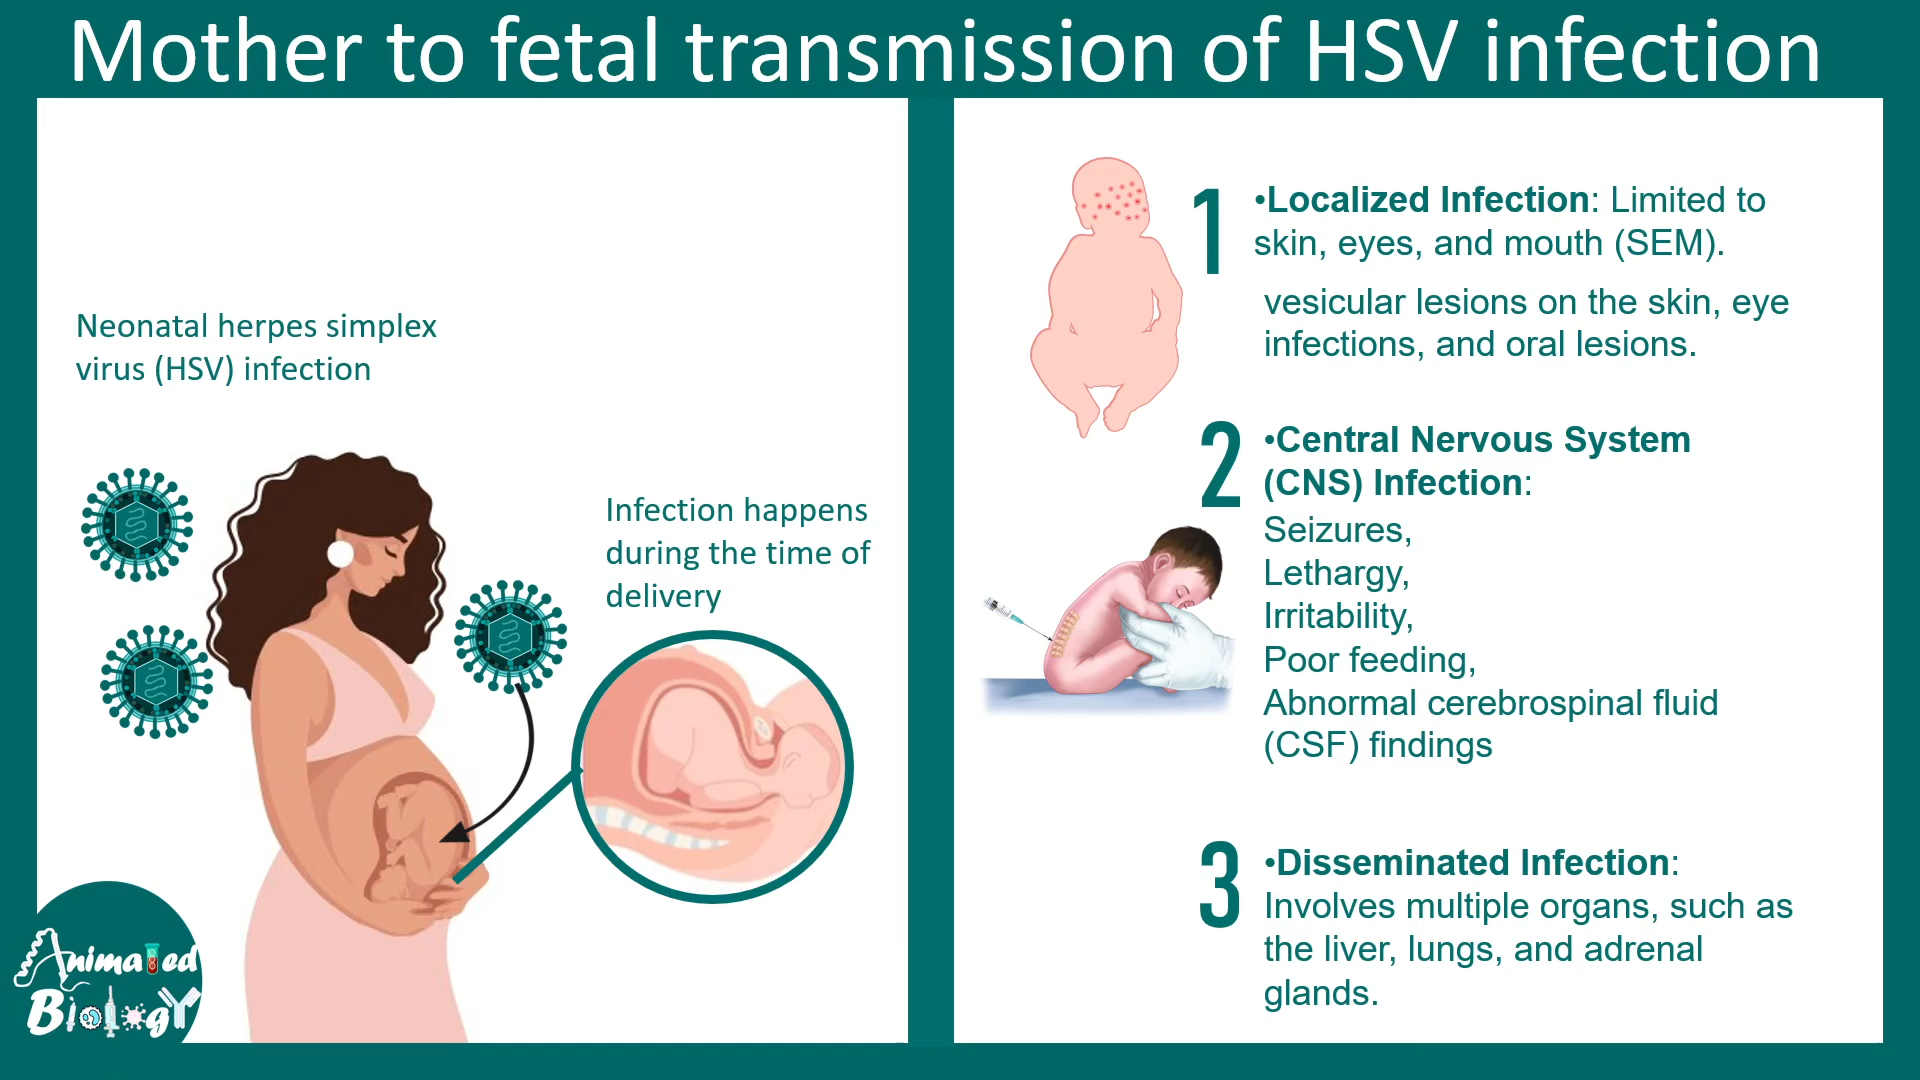 Mother to fetal transmission of HSV infection
Neonatal herpes simplex
virus (HSV) infection
Infection happens
during the time of
delivery
Animated
Biology
1
•Localized Infection: Limited to
skin, eyes, and mouth (SEM).
vesicular lesions on the skin, eye
infections, and oral lesions.
2
•Central Nervous System
(CNS) Infection:
Seizures,
Lethargy,
Irritability,
Poor feeding,
Abnormal cerebrospinal fluid
(CSF) findings
3
•Disseminated Infection:
Involves multiple organs, such as
the liver, lungs, and adrenal
glands.